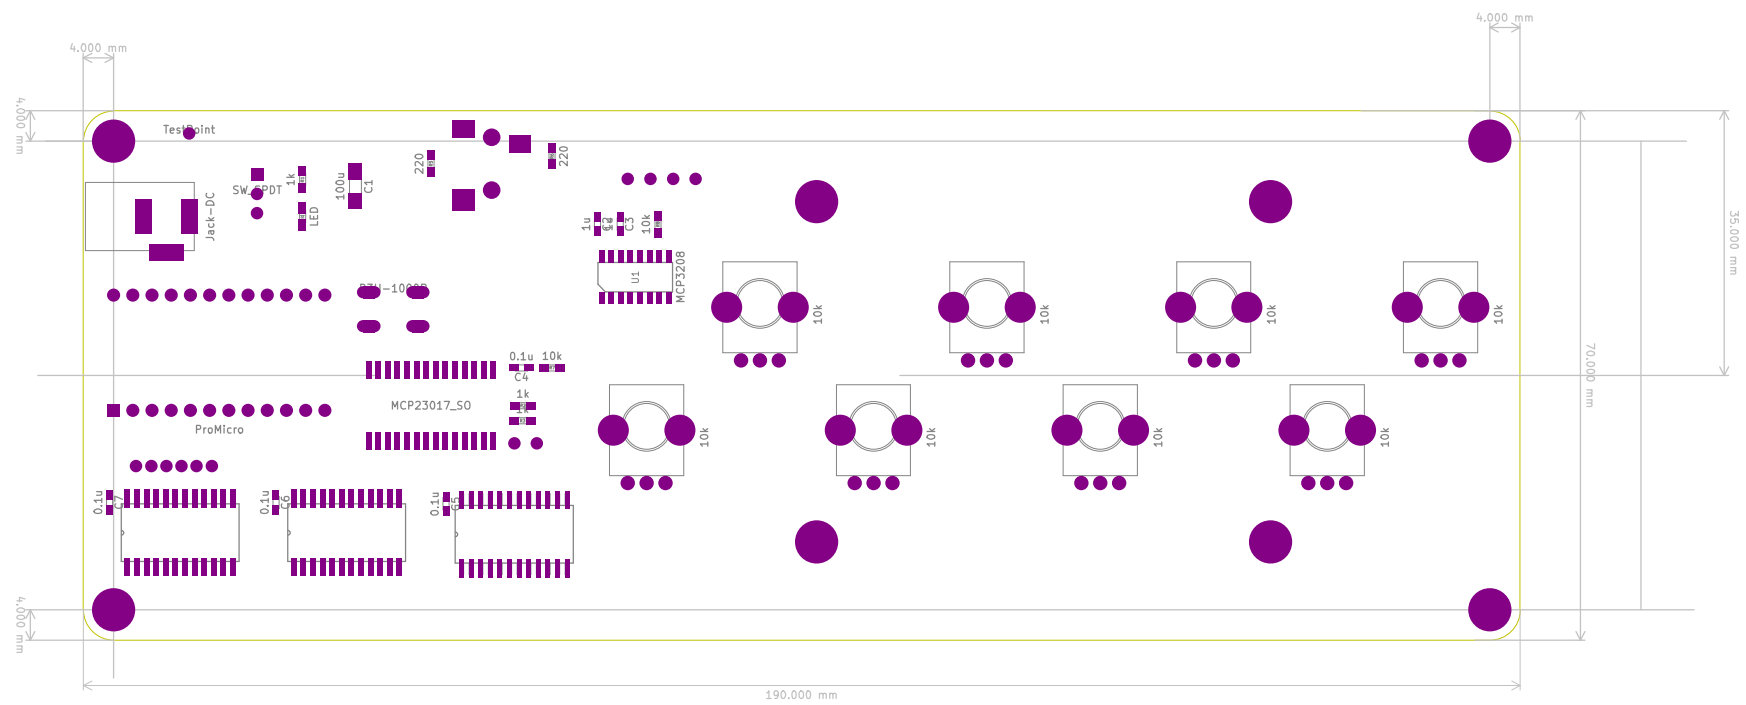 4.000 mm
4.000 mm
4.000 mm
TestPoint
220
220
1k
100u
C1
SW_SPDT
LED
Jack-DC
1u
C3
10k
35.000 mm
U1
MCP3208
10k
10k
10k
10k
0.1u
10k
C4
70.000 mm
1k
MCP23017_SO
1k
ProMicro
10k
10k
10k
10k
0.1u
C7
0.1u
C6
0.1u
4.000 mm
190.000 mm